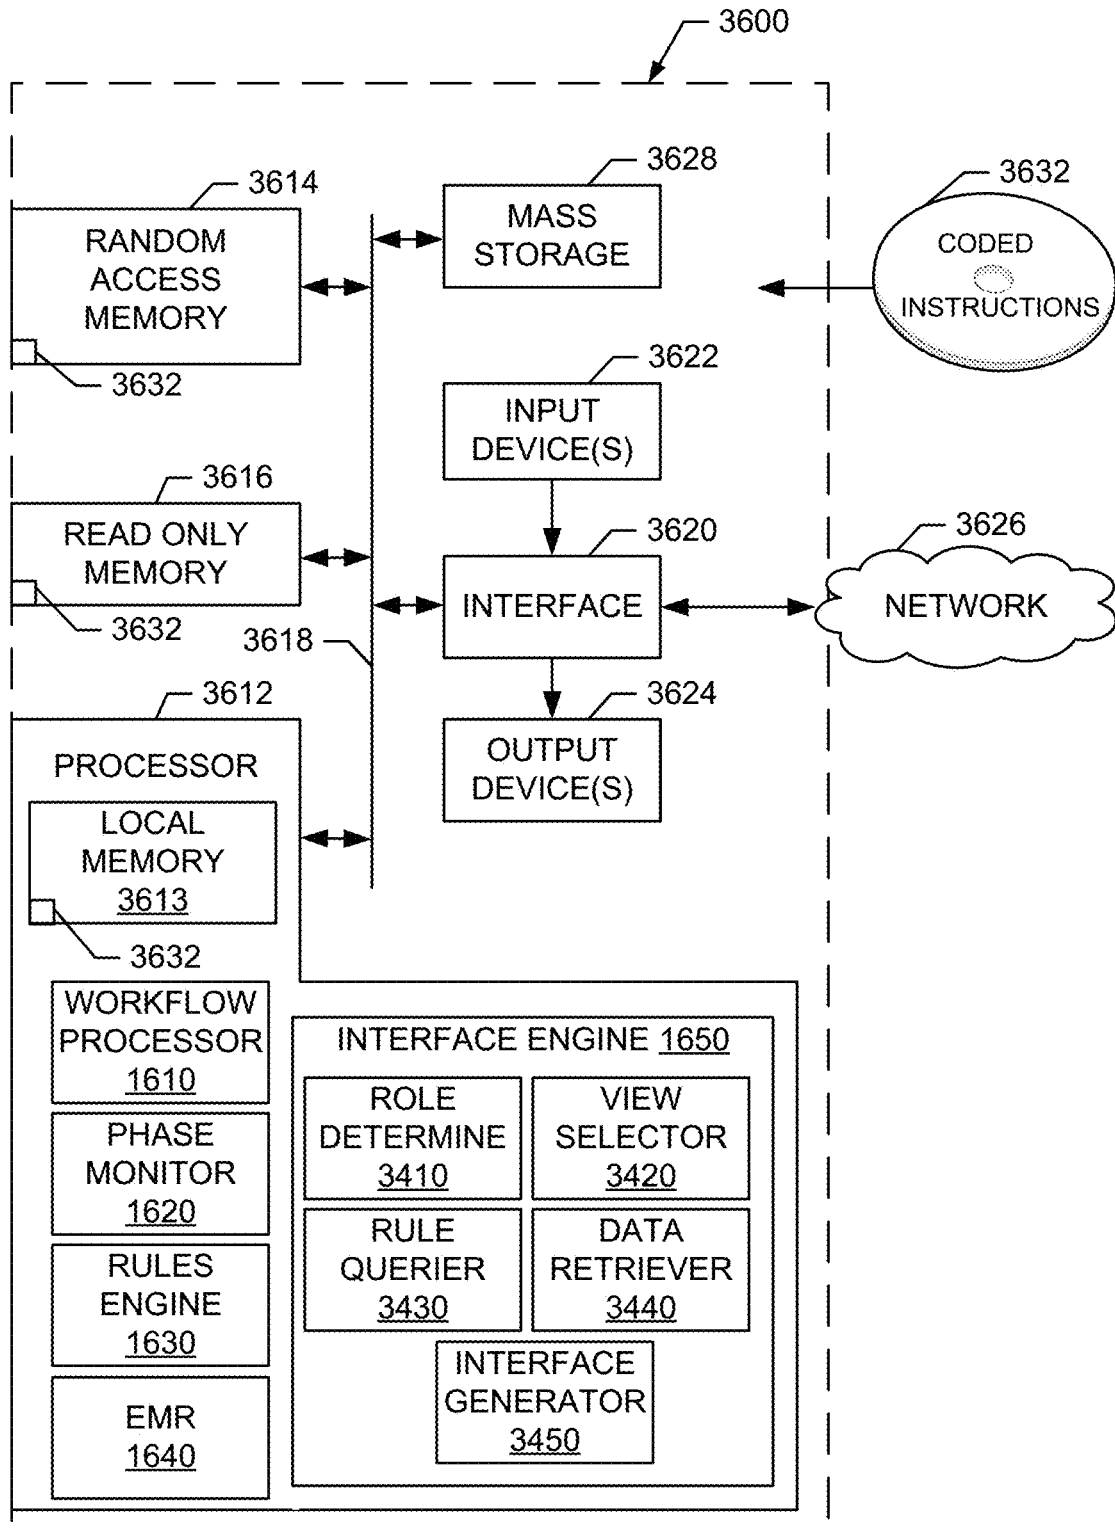 3600
3614
RANDOM
ACCESS
MEMORY
3632
3628
MASS
STORAGE
3632
CODED
INSTRUCTIONS
3622
INPUT
DEVICE(S)
3616
READ ONLY
MEMORY
3632
3620
INTERFACE
3626
NETWORK
3618
3624
OUTPUT
DEVICE(S)
3612
PROCESSOR
LOCAL
MEMORY
3613
3632
WORKFLOW
PROCESSOR
1610
PHASE
MONITOR
1620
RULES
ENGINE
1630
EMR
1640
INTERFACE ENGINE 1650
ROLE
DETERMINE
3410
VIEW
SELECTOR
3420
RULE
QUERIER
3430
DATA
RETRIEVER
3440
INTERFACE
GENERATOR
3450